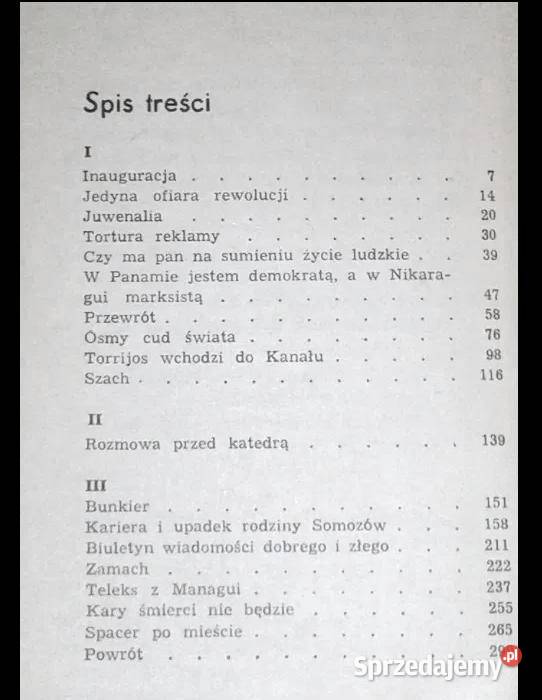 Spis treści
I
Inauguracja . . . . . . . . . . 7
Jedyna ofiara rewolucji . . . . . . 14
Juwenalia . . . . . . . . . . 20
Tortura reklamy . . . . . . . . 30
Czy ma pan na sumieniu życie ludzkie . . 39
W Panamie jestem demokratą, a w Nikara-
gui marksistą . . . . . . . . . 47
Przewrót . . . . . . . . . . . 58
Ósmy cud świata . . . . . . . . 76
Torrijos wchodzi do Kanału . . . . . 98
Szach . . . . . . . . . . . . 116
II
Rozmowa przed katedrą . . . . . . 139
III
Bunkier . . . . . . . . . . . 151
Kariera i upadek rodziny Somozów . . . 158
Biuletyn wiadomości dobrego i złego . . . 211
Zamach . . . . . . . . . . . 222
Teleks z Managui . . . . . . . . 237
Kary śmierci nie będzie . . . . . . 255
Spacer po mieście . . . . . . . . 265
Powrót . . . . . . . . . . .
Sprzedajemy .pl